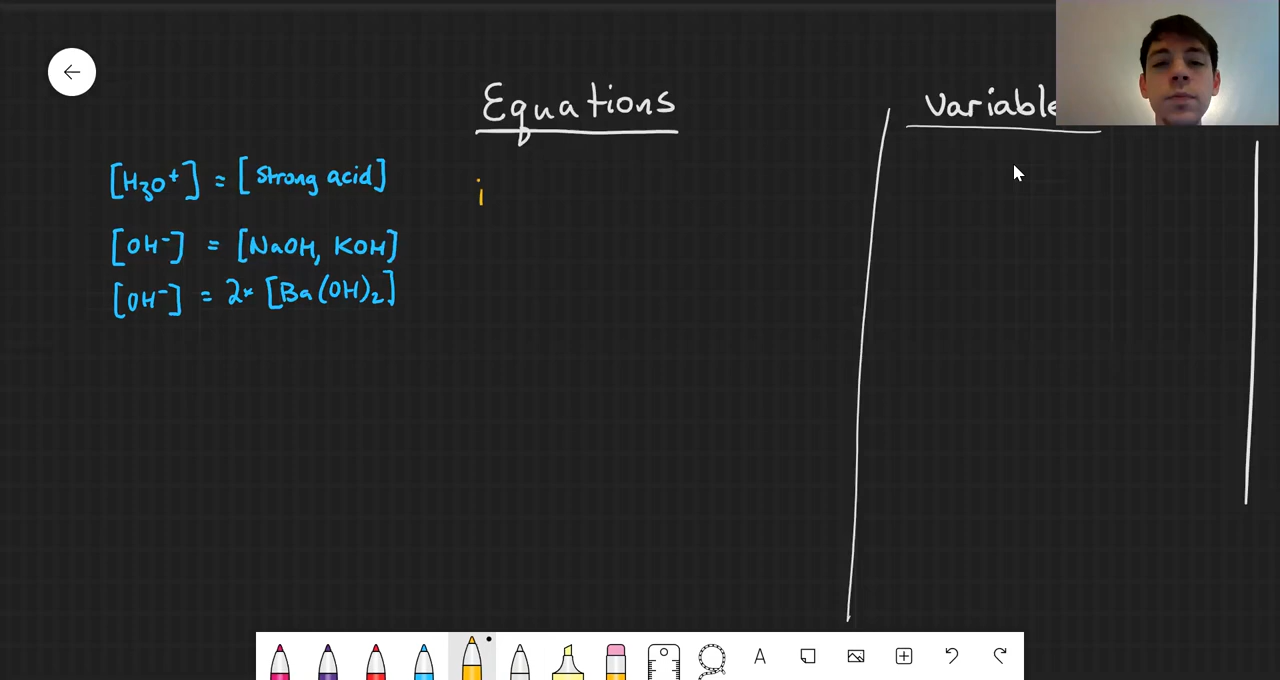 Equations
Variable
[H3O+] = [strong acid]
i
[OH-] = [NaOH, KOH]
[OH-] = 2* [Ba(OH)2]
A